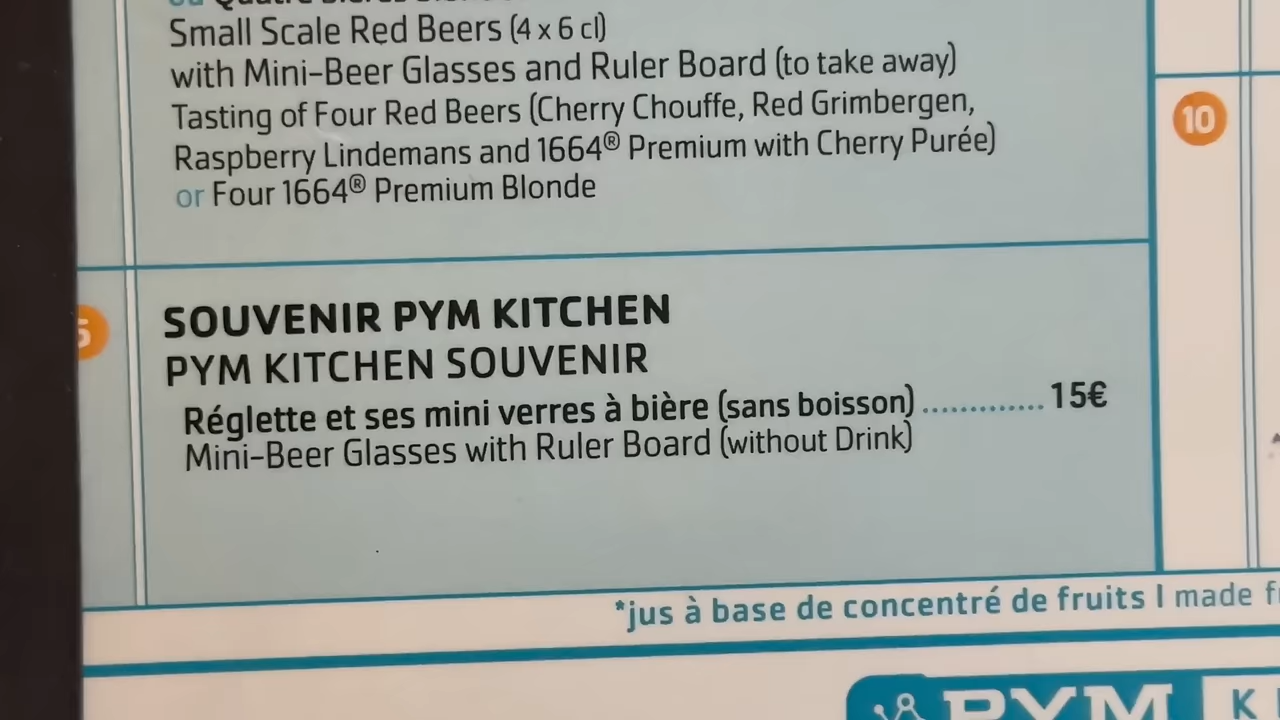 Small Scale Red Beers (4 x 6 cl)
with Mini-Beer Glasses and Ruler Board (to take away)
Tasting of Four Red Beers (Cherry Chouffe, Red Grimbergen,
Raspberry Lindemans and 1664® Premium with Cherry Purée)
or Four 1664® Premium Blonde
10
SOUVENIR PYM KITCHEN
PYM KITCHEN SOUVENIR
Réglette et ses mini verres à bière (sans boisson) ............. 15€
Mini-Beer Glasses with Ruler Board (without Drink)
*jus à base de concentré de fruits I made
PYM K